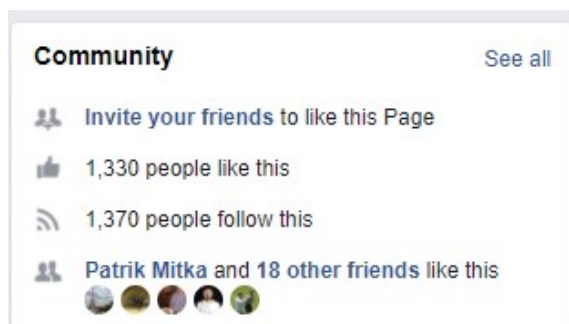 Community
See all
Invite your friends to like this Page
1,330 people like this
1,370 people follow this
Patrik Mitka and 18 other friends like this